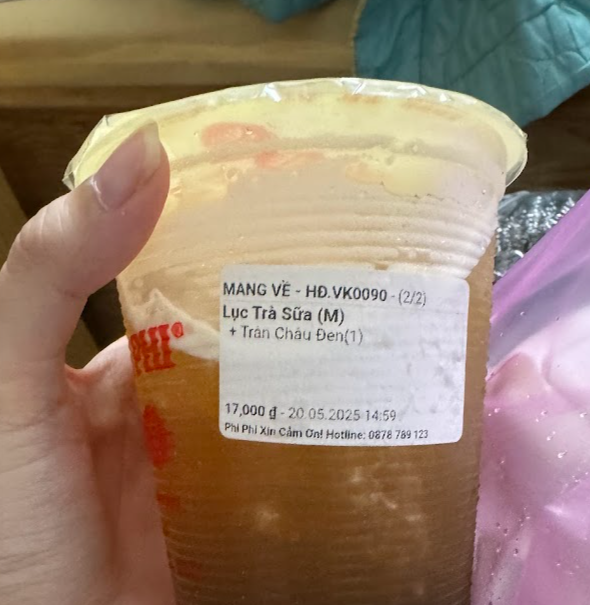 MANG VỀ - HĐ.VK0090 - (2/2)
Lục Trà Sữa (M)
+ Trân Châu Đen(1)
17,000 đ - 20.05.2025 14:59
Phi Phi Xin Cảm Ơn! Hotline: 0878 789 123
PHI®